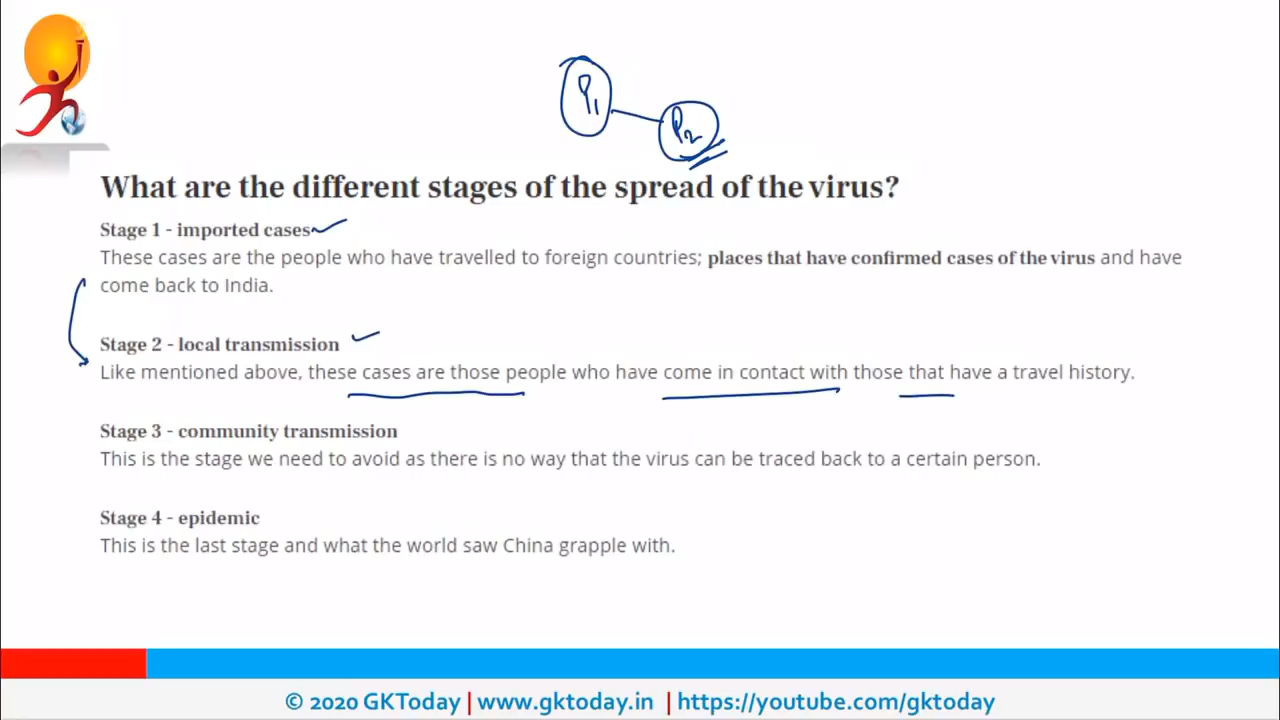 P1
P2
What are the different stages of the spread of the virus?
Stage 1 - imported cases
These cases are the people who have travelled to foreign countries; places that have confirmed cases of the virus and have
come back to India.
Stage 2 - local transmission
Like mentioned above, these cases are those people who have come in contact with those that have a travel history.
Stage 3 - community transmission
This is the stage we need to avoid as there is no way that the virus can be traced back to a certain person.
Stage 4 - epidemic
This is the last stage and what the world saw China grapple with.
© 2020 GKToday | www.gktoday.in | https://youtube.com/gktoday